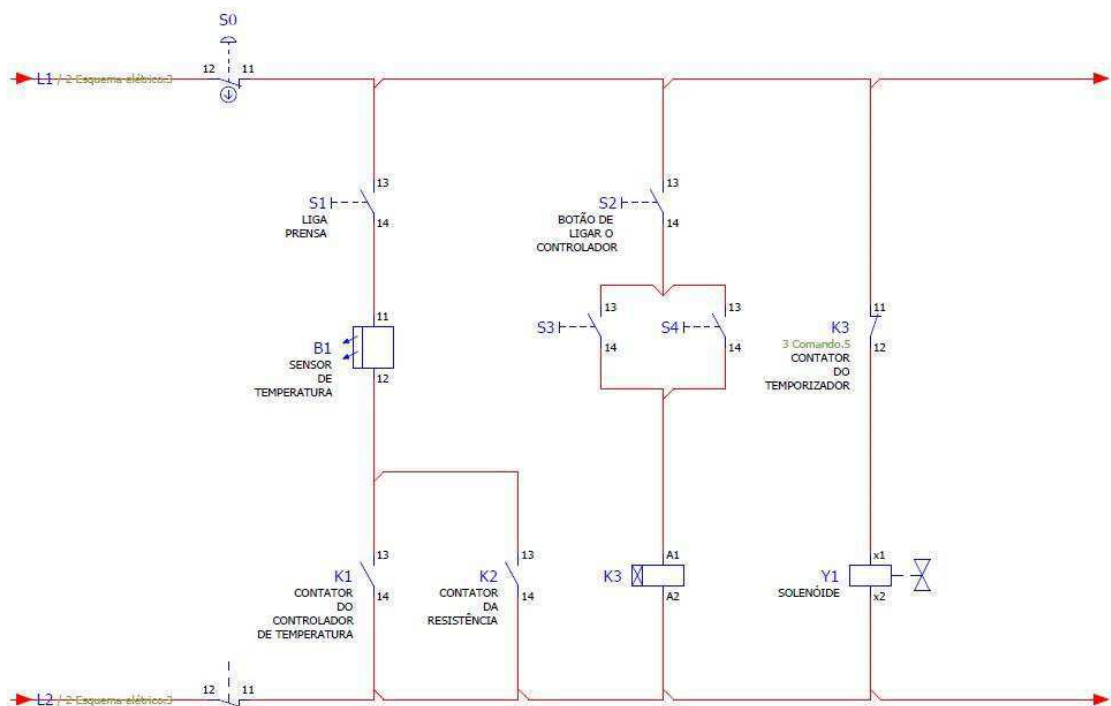 S0
12 11
L1 / 2 Esquema elétrico.3
13
S1
14
LIGA
PRENSA
13
S2
14
BOTÃO DE
LIGAR O
CONTROLADOR
11
B1
SENSOR
DE
TEMPERATURA
12
13
S3
14
13
S4
14
11
K3
3 Comando.5
12
CONTATOR
DO
TEMPORIZADOR
13
K1
14
CONTATOR
DO
CONTROLADOR
DE TEMPERATURA
13
K2
14
CONTATOR
DA
RESISTÊNCIA
A1
K3
A2
x1
Y1
SOLENÓIDE
x2
12 11
L2 / 2 Esquema elétrico.3